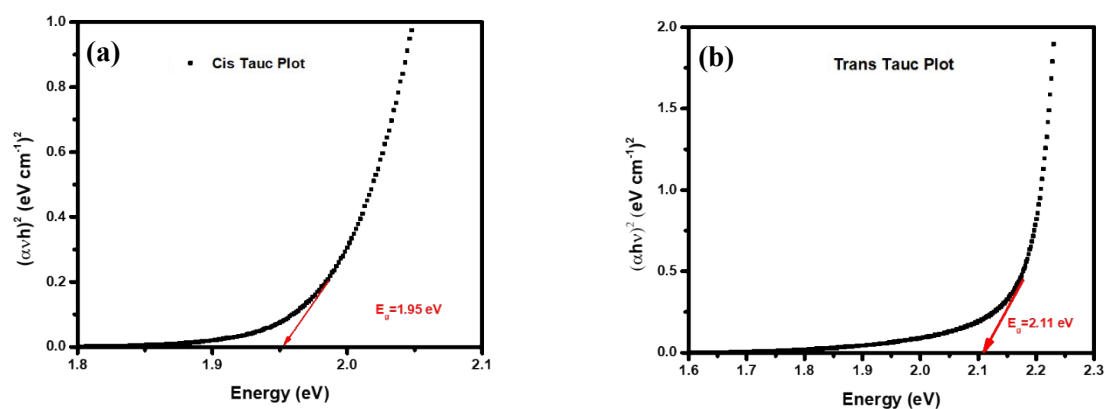 (a)
Cis Tauc Plot
(ανh)² (eV cm⁻¹)²
1.0
0.8
0.6
0.4
0.2
0.0
E_g=1.95 eV
1.8 1.9 2.0 2.1
Energy (eV)
(b)
Trans Tauc Plot
(αhν)² (eV cm⁻¹)²
2.0
1.5
1.0
0.5
0.0
E_g=2.11 eV
1.6 1.7 1.8 1.9 2.0 2.1 2.2 2.3
Energy (eV)